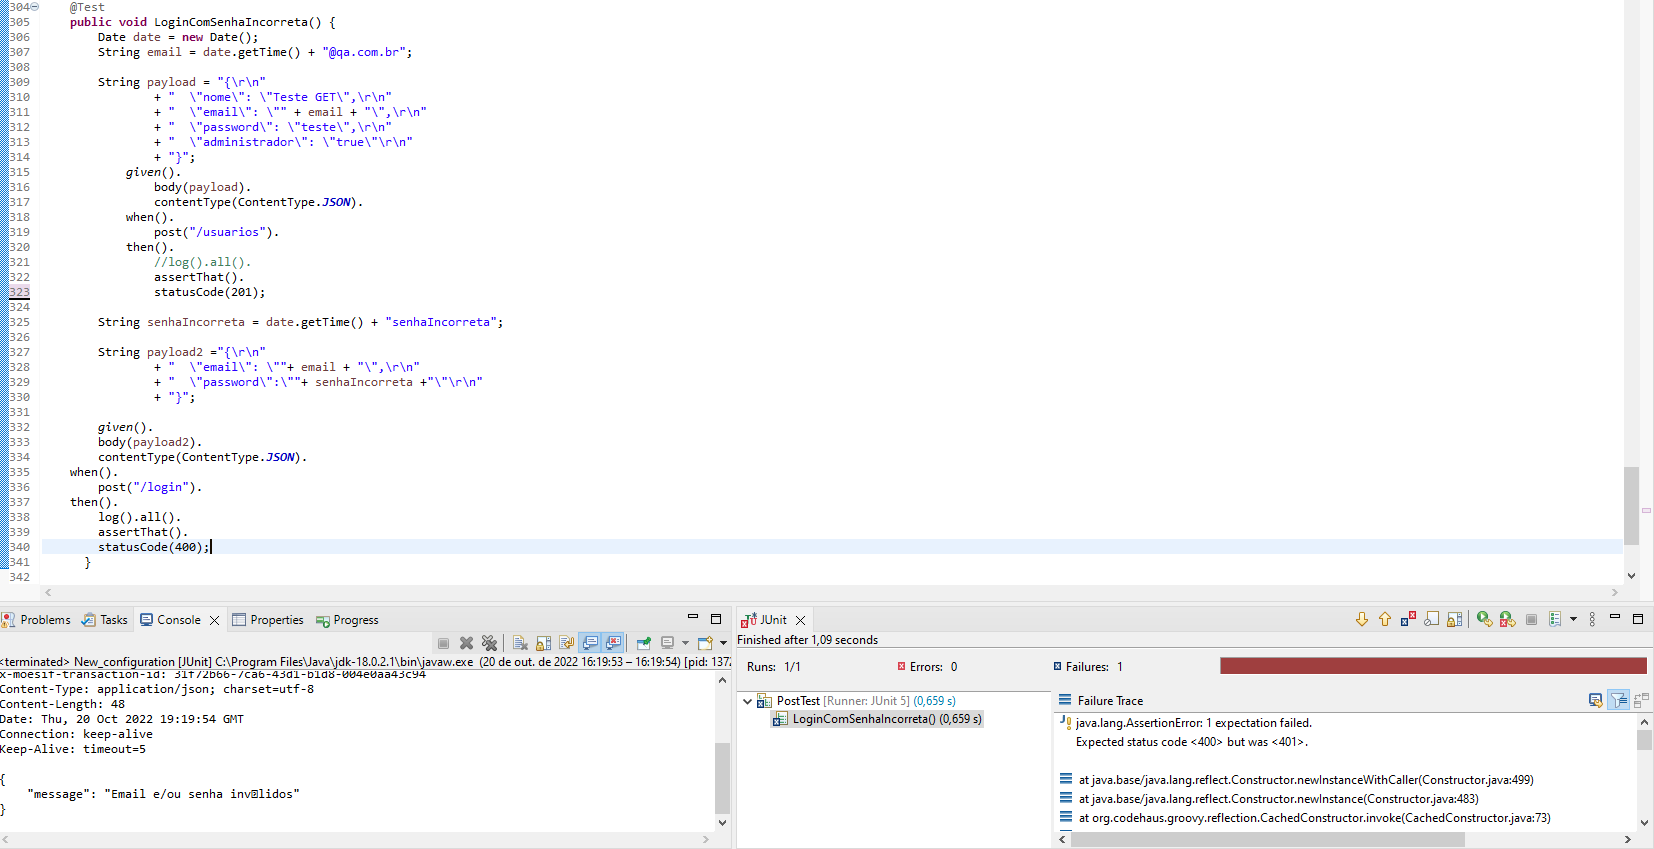 304 @Test
305 public void LoginComSenhaIncorreta() {
306 Date date = new Date();
307 String email = date.getTime() + "@qa.com.br";
308
309 String payload = "{\r\n"
310 + "  \"nome\": \"Teste GET\",\r\n"
311 + "  \"email\": \"" + email + "\",\r\n"
312 + "  \"password\": \"teste\",\r\n"
313 + "  \"administrador\": \"true\"\r\n"
314 + "}";
315 given().
316 body(payload).
317 contentType(ContentType.JSON).
318 when().
319 post("/usuarios").
320 then().
321 //log().all().
322 assertThat().
323 statusCode(201);
324
325 String senhaIncorreta = date.getTime() + "senhaIncorreta";
326
327 String payload2 ="{\r\n"
328 + "  \"email\": \""+ email + "\",\r\n"
329 + "  \"password\":\""+ senhaIncorreta +"\"\r\n"
330 + "}";
331
332 given().
333 body(payload2).
334 contentType(ContentType.JSON).
335 when().
336 post("/login").
337 then().
338 log().all().
339 assertThat().
340 statusCode(400);
341 }
342
Problems Tasks Console Properties Progress
<terminated> New_configuration [JUnit] C:\Program Files\Java\jdk-18.0.2.1\bin\javaw.exe (20 de out. de 2022 16:19:53 – 16:19:54) [pid: 137
x-moesif-transaction-id: 31f72b66-7ca6-43d1-b1d8-004e0aa43c94
Content-Type: application/json; charset=utf-8
Content-Length: 48
Date: Thu, 20 Oct 2022 19:19:54 GMT
Connection: keep-alive
Keep-Alive: timeout=5
{
"message": "Email e/ou senha inv�lidos"
}
JUnit
Finished after 1,09 seconds
Runs: 1/1 Errors: 0 Failures: 1
PostTest [Runner: JUnit 5] (0,659 s)
LoginComSenhaIncorreta() (0,659 s)
Failure Trace
java.lang.AssertionError: 1 expectation failed.
Expected status code <400> but was <401>.
at java.base/java.lang.reflect.Constructor.newInstanceWithCaller(Constructor.java:499)
at java.base/java.lang.reflect.Constructor.newInstance(Constructor.java:483)
at org.codehaus.groovy.reflection.CachedConstructor.invoke(CachedConstructor.java:73)